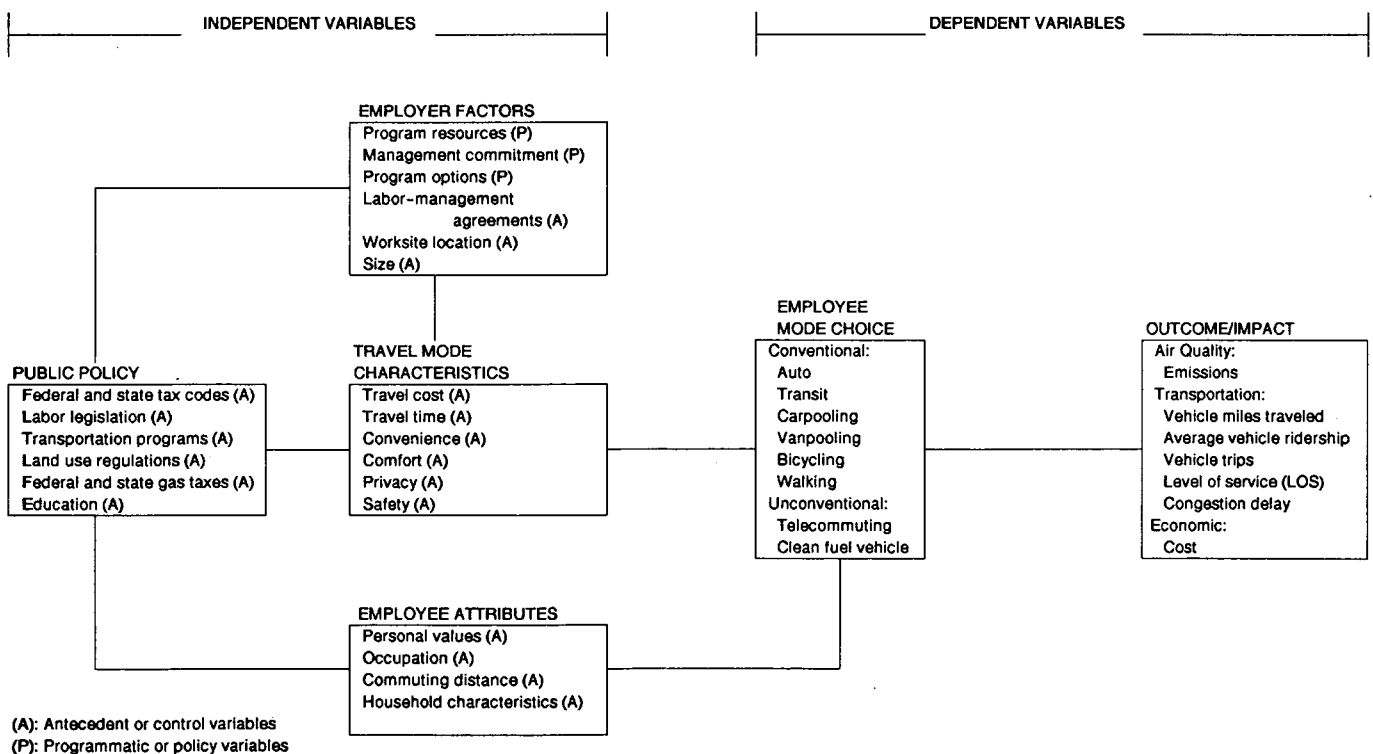 INDEPENDENT VARIABLES
DEPENDENT VARIABLES
EMPLOYER FACTORS
Program resources (P)
Management commitment (P)
Program options (P)
Labor-management
agreements (A)
Worksite location (A)
Size (A)
PUBLIC POLICY
Federal and state tax codes (A)
Labor legislation (A)
Transportation programs (A)
Land use regulations (A)
Federal and state gas taxes (A)
Education (A)
TRAVEL MODE
CHARACTERISTICS
Travel cost (A)
Travel time (A)
Convenience (A)
Comfort (A)
Privacy (A)
Safety (A)
EMPLOYEE ATTRIBUTES
Personal values (A)
Occupation (A)
Commuting distance (A)
Household characteristics (A)
EMPLOYEE
MODE CHOICE
Conventional:
Auto
Transit
Carpooling
Vanpooling
Bicycling
Walking
Unconventional:
Telecommuting
Clean fuel vehicle
OUTCOME/IMPACT
Air Quality:
Emissions
Transportation:
Vehicle miles traveled
Average vehicle ridership
Vehicle trips
Level of service (LOS)
Congestion delay
Economic:
Cost
(A): Antecedent or control variables
(P): Programmatic or policy variables